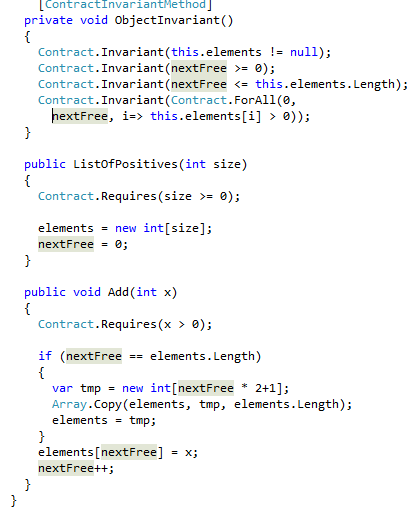 [ContractInvariantMethod]
private void ObjectInvariant()
{
Contract.Invariant(this.elements != null);
Contract.Invariant(nextFree >= 0);
Contract.Invariant(nextFree <= this.elements.Length);
Contract.Invariant(Contract.ForAll(0,
nextFree, i=> this.elements[i] > 0));
}
public ListOfPositives(int size)
{
Contract.Requires(size >= 0);
elements = new int[size];
nextFree = 0;
}
public void Add(int x)
{
Contract.Requires(x > 0);
if (nextFree == elements.Length)
{
var tmp = new int[nextFree * 2+1];
Array.Copy(elements, tmp, elements.Length);
elements = tmp;
}
elements[nextFree] = x;
nextFree++;
}
}